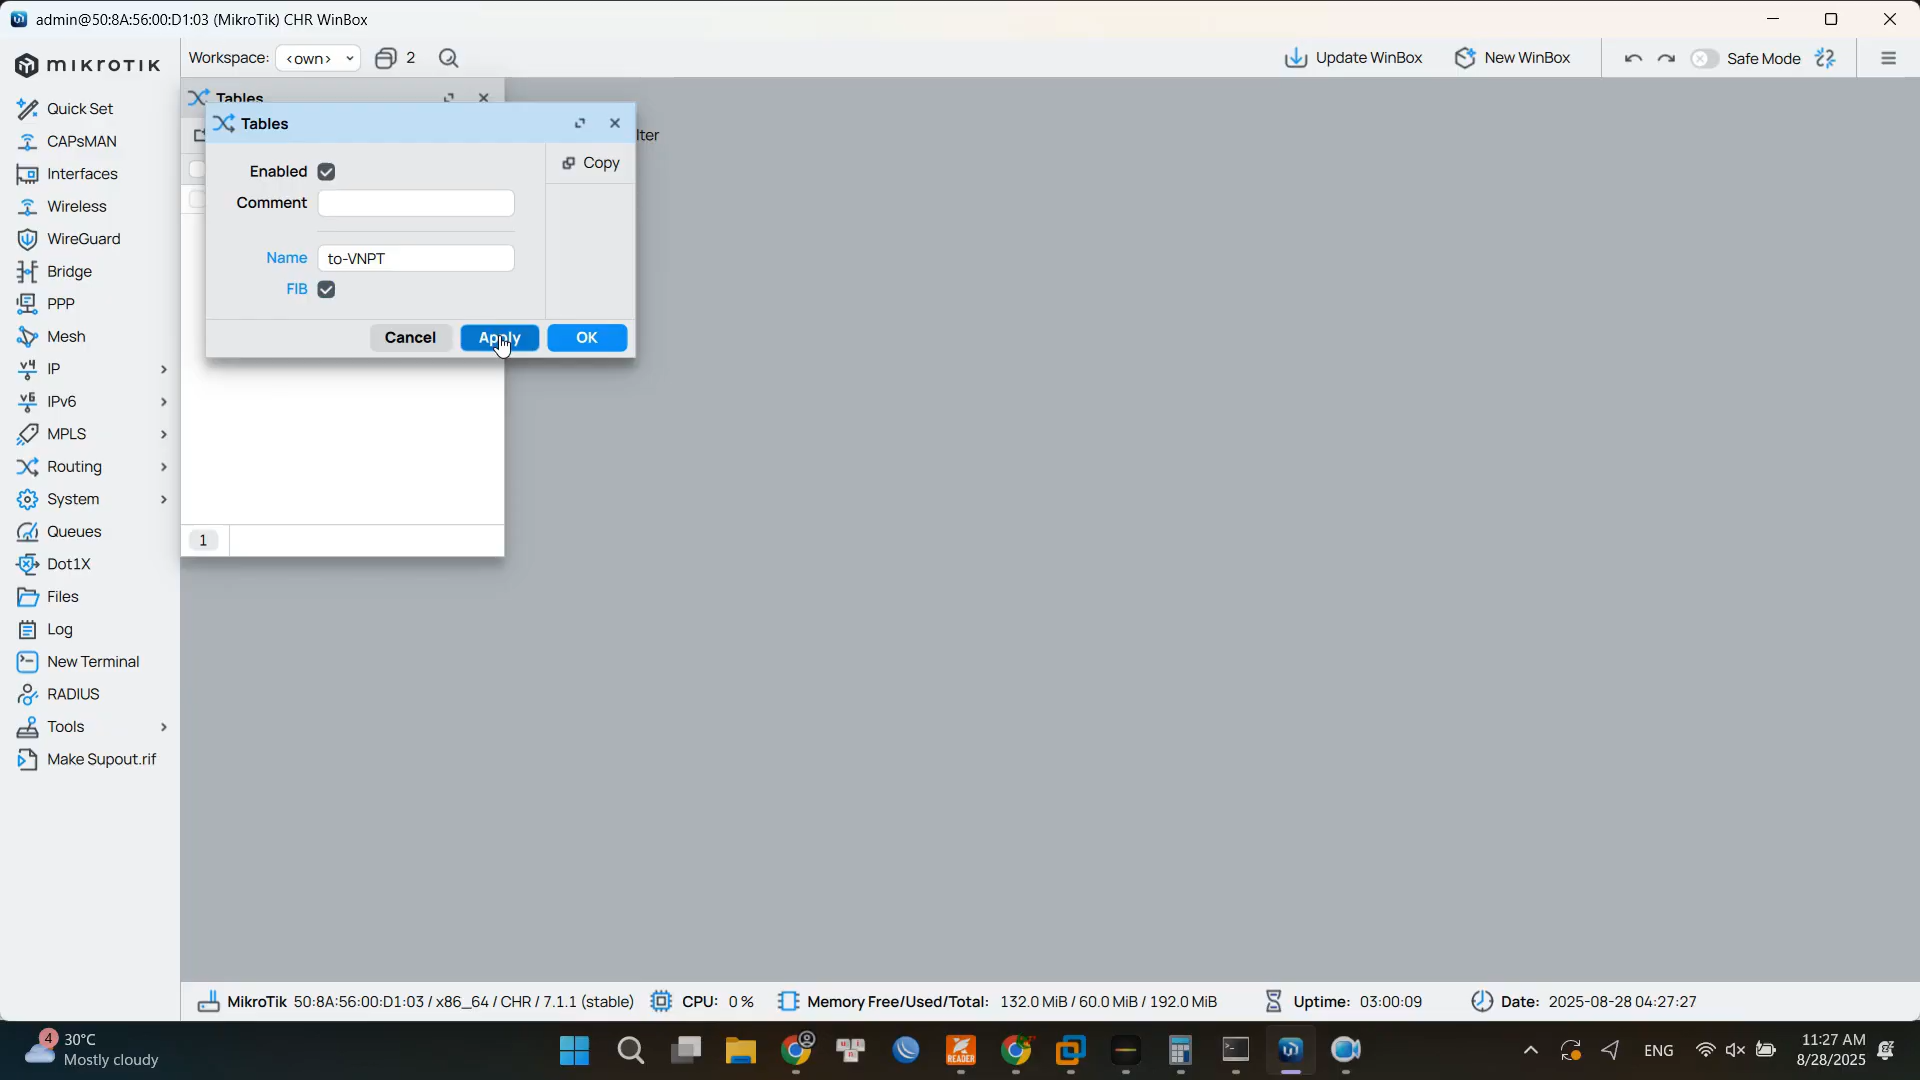 admin@50:8A:56:00:D1:03 (MikroTik) CHR WinBox
MIKROTIK
Workspace: <own> 2
Update WinBox
New WinBox
Safe Mode
Quick Set
CAPsMAN
Interfaces
Wireless
WireGuard
Bridge
PPP
Mesh
IP
IPv6
MPLS
Routing
System
Queues
Dot1X
Files
Log
New Terminal
RADIUS
Tools
Make Supout.rif
Tables
Tables
Enabled
Comment
Name to-VNPT
FIB
Copy
Cancel Apply OK
1
MikroTik 50:8A:56:00:D1:03 / x86_64 / CHR / 7.1.1 (stable) CPU: 0 % Memory Free/Used/Total: 132.0 MiB / 60.0 MiB / 192.0 MiB Uptime: 03:00:09 Date: 2025-08-28 04:27:27
4
30°C
Mostly cloudy
READER
ENG
11:27 AM
8/28/2025